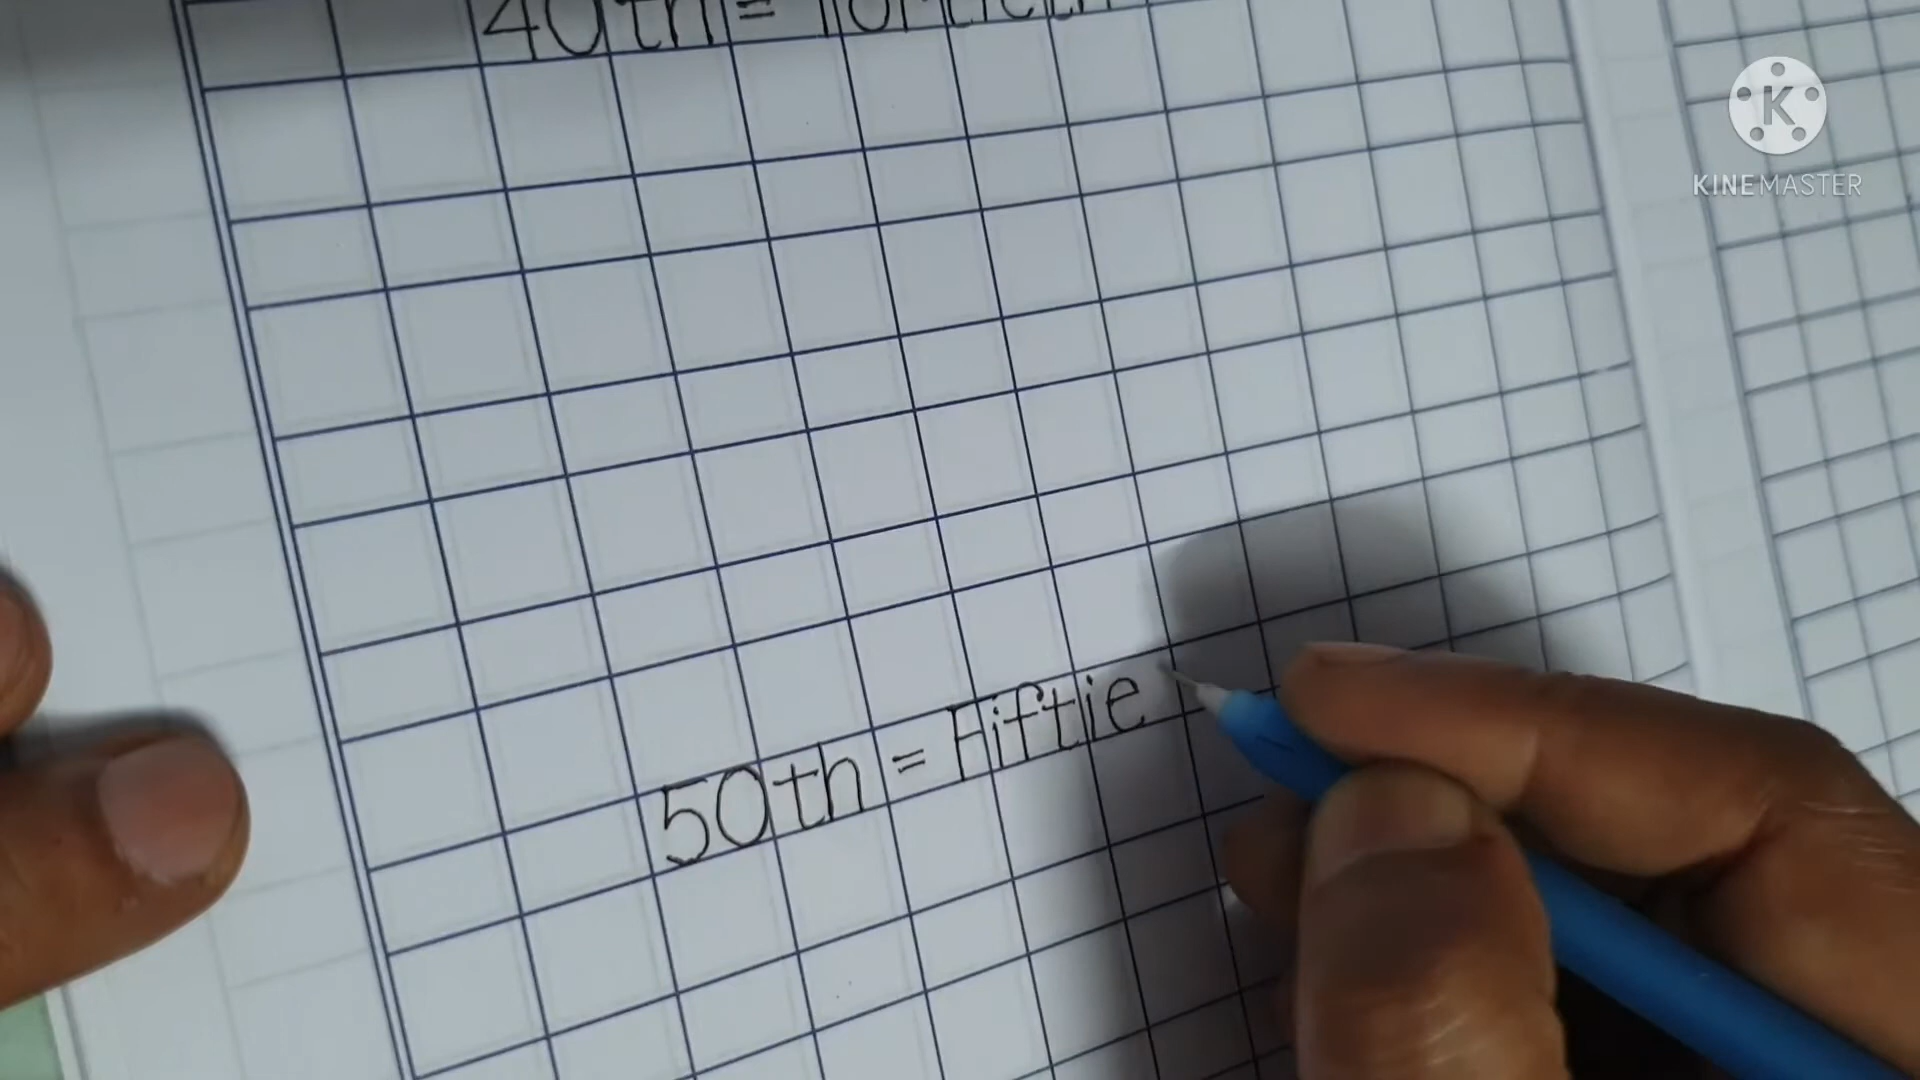 40th = fortieth
KINEMASTER
50th = Fiftie